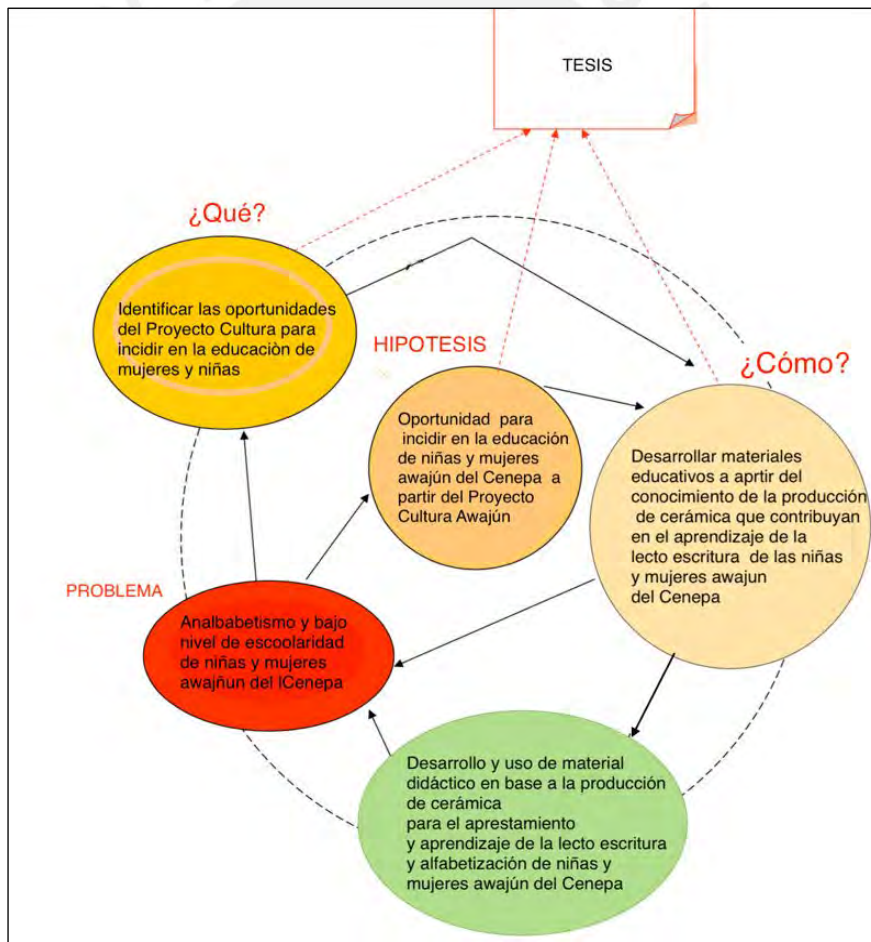 TESIS
¿Qué?
Identificar las oportunidades
del Proyecto Cultura para
incidir en la educaciòn de
mujeres y niñas
HIPOTESIS
Oportunidad para
incidir en la educación
de niñas y mujeres
awajún del Cenepa a
partir del Proyecto
Cultura Awajún
¿Cómo?
Desarrollar materiales
educativos a aprtir del
conocimiento de la producción
de cerámica que contribuyan
en el aprendizaje de la
lecto escritura de las niñas
y mujeres awajun
del Cenepa
PROBLEMA
Analbabetismo y bajo
nivel de escoolaridad
de niñas y mujeres
awajñun del lCenepa
Desarrollo y uso de material
didáctico en base a la producción
de cerámica
para el aprestamiento
y aprendizaje de la lecto escritura
y alfabetización de niñas y
mujeres awajún del Cenepa